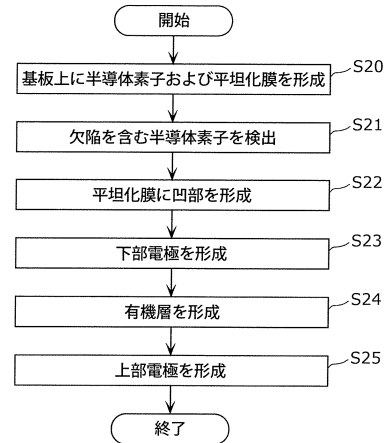 開始
基板上に半導体素子および平坦化膜を形成 S20
欠陥を含む半導体素子を検出 S21
平坦化膜に凹部を形成 S22
下部電極を形成 S23
有機層を形成 S24
上部電極を形成 S25
終了